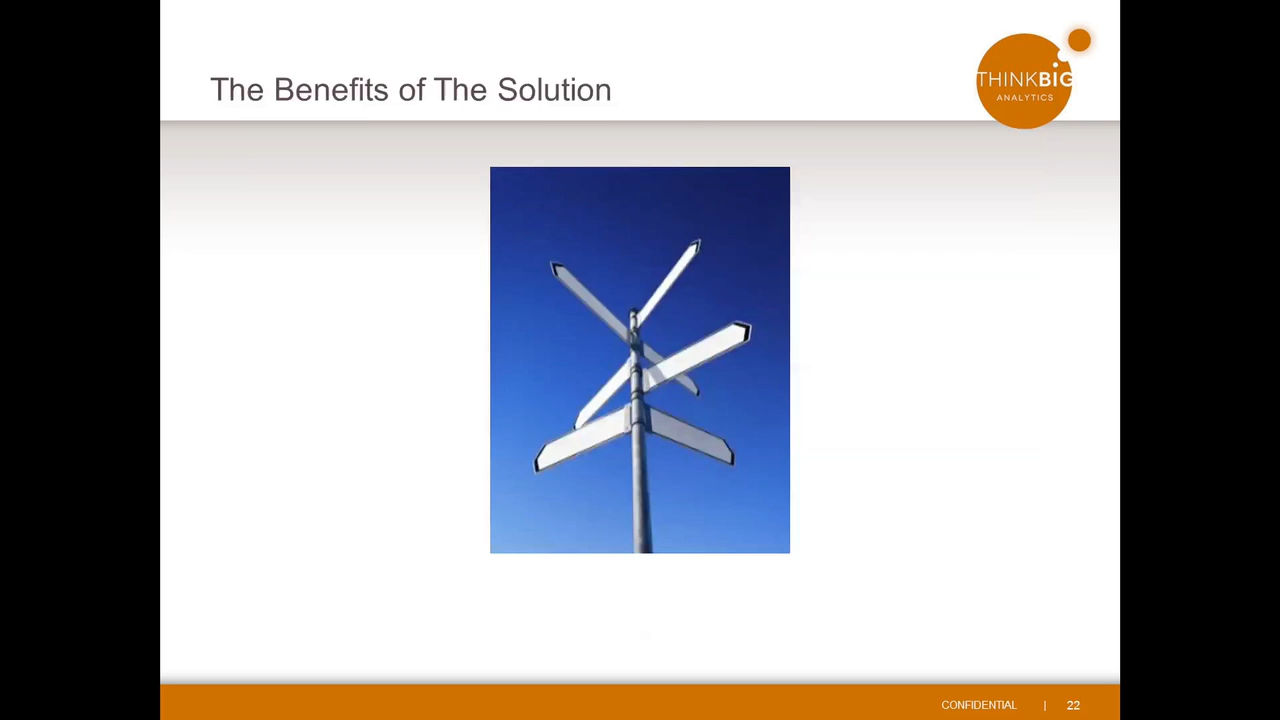 The Benefits of The Solution
THINKBIG
ANALYTICS
CONFIDENTIAL | 22